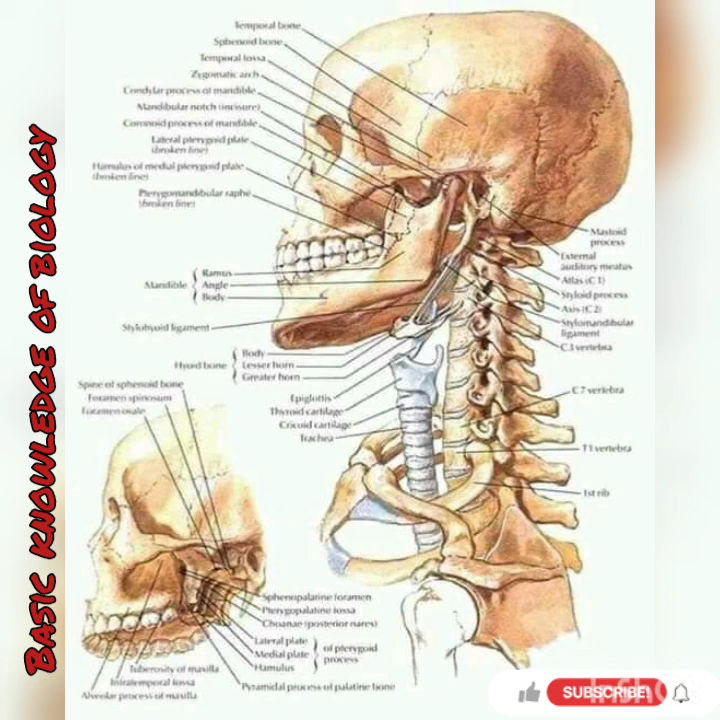 BASIC KNOWLEDGE OF BIOLOGY
Temporal bone
Sphenoid bone
Temporal fossa
Zygomatic arch
Condylar process of mandible
Mandibular notch (incisure)
Coronoid process of mandible
Lateral pterygoid plate
(broken line)
Hamulus of medial pterygoid plate
(broken line)
Pterygomandibular raphé
(broken line)
Mandible
Ramus
Angle
Body
Stylohyoid ligament
Hyoid bone
Body
Lesser horn
Greater horn
Epiglottis
Thyroid cartilage
Cricoid cartilage
Trachea
Mastoid
process
External
auditory meatus
Atlas (C1)
Styloid process
Axis (C2)
Stylomandibular
ligament
C3 vertebra
C7 vertebra
T1 vertebra
1st rib
Spine of sphenoid bone
Foramen spinosum
Foramen ovale
Sphenopalatine foramen
Pterygopalatine fossa
Choanae (posterior nares)
Lateral plate
Medial plate
Hamulus
of pterygoid
process
Tuberosity of maxilla
Infratemporal fossa
Alveolar process of maxilla
Pyramidal process of palatine bone
SUBSCRIBE!